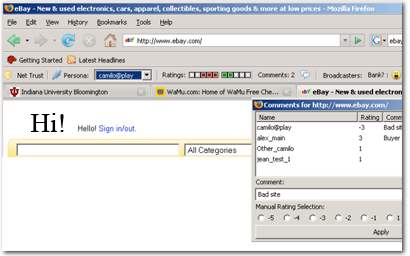 eBay - New & used electronics, cars, apparel, collectibles, sporting goods & more at low prices - Mozilla Firefox
File Edit View History Bookmarks Tools Help
http://www.ebay.com/ ebay
Getting Started Latest Headlines
Net Trust Persona: camilo@play Ratings: Comments: 2 Broadcasters: Bank?:
Indiana University Bloomington WaMu.com: Home of WaMu Free Che... eBay - New & used electro
Comments for http://www.ebay.com/
Hi! Hello! Sign in/out.
Name Rating Comm
camilo@play -3 Bad si
alex_main 3 Buyer
Other_camilo 1
jean_test_1 1
All Categories
Comment:
Bad site
Manual Rating Selection:
-5 -4 -3 -2 -1 1
Apply